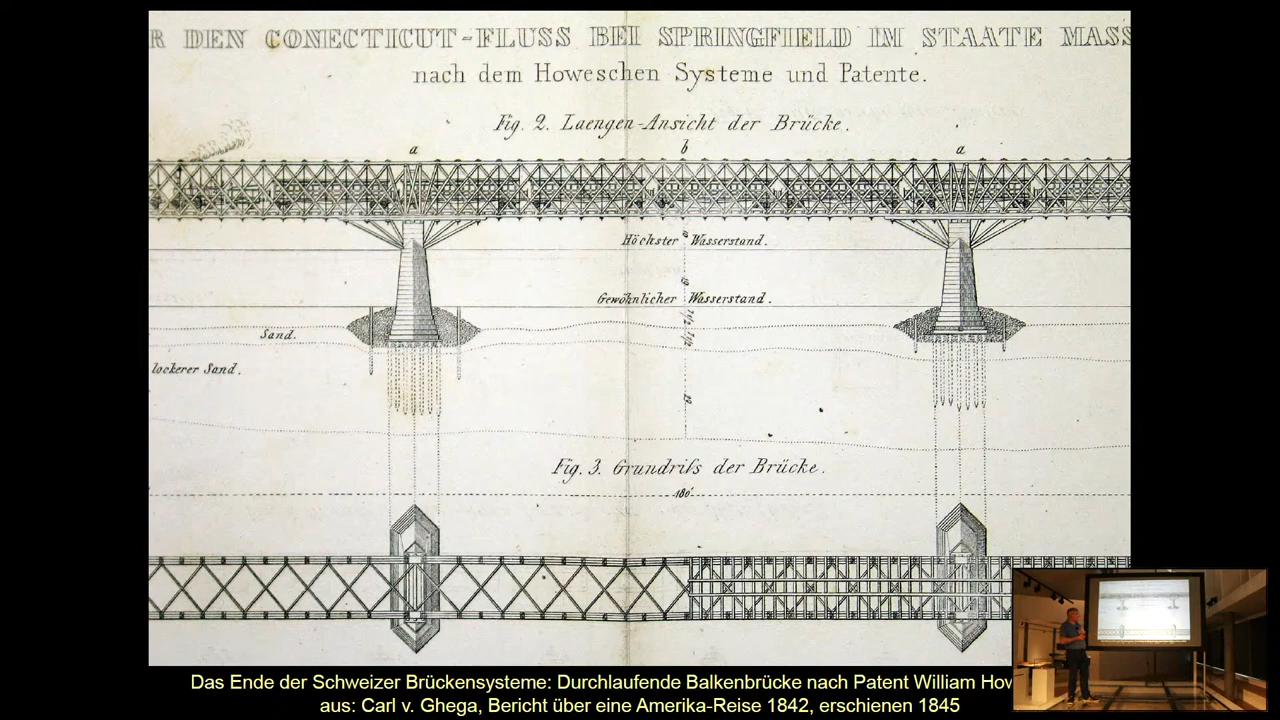 R DEN CONECTICUT-FLUSS BEI SPRINGFIELD IM STAATE MASS
nach dem Howeschen Systeme und Patente.
Fig. 2. Laengen-Ansicht der Brücke.
a b a
Höchster Wasserstand.
Gewöhnlicher Wasserstand.
Sand.
lockerer Sand.
Fig. 3. Grundriſs der Brücke.
180'
Das Ende der Schweizer Brückensysteme: Durchlaufende Balkenbrücke nach Patent William How
aus: Carl v. Ghega, Bericht über eine Amerika-Reise 1842, erschienen 1845